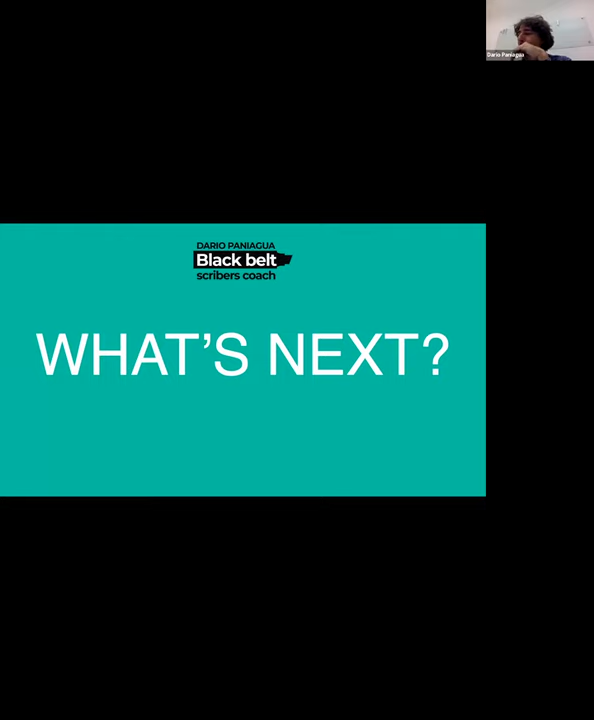 Dario Paniagua
DARIO PANIAGUA
Black belt
scribers coach
WHAT'S NEXT?